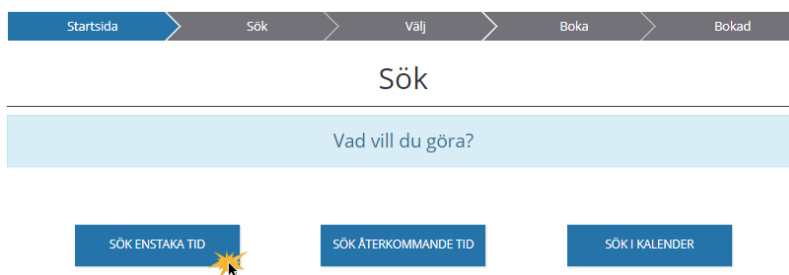 Startsida Sök Välj Boka Bokad
Sök
Vad vill du göra?
SÖK ENSTAKA TID SÖK ÅTERKOMMANDE TID SÖK I KALENDER